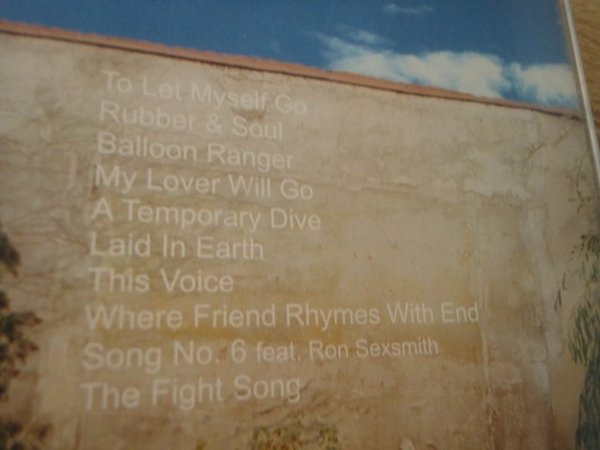 To Let Myself Go
Rubber & Soul
Balloon Ranger
My Lover Will Go
A Temporary Dive
Laid In Earth
This Voice
Where Friend Rhymes With End
Song No. 6 feat. Ron Sexsmith
The Fight Song